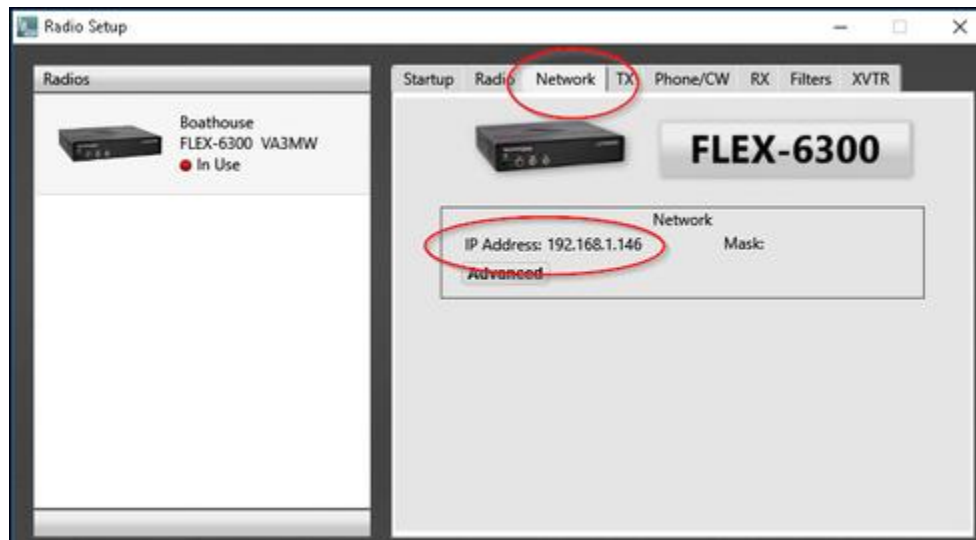 Radio Setup
Radios
Boathouse
FLEX-6300 VA3MW
In Use
Startup Radio Network TX Phone/CW RX Filters XVTR
FLEX-6300
Network
IP Address: 192.168.1.146 Mask:
Advanced